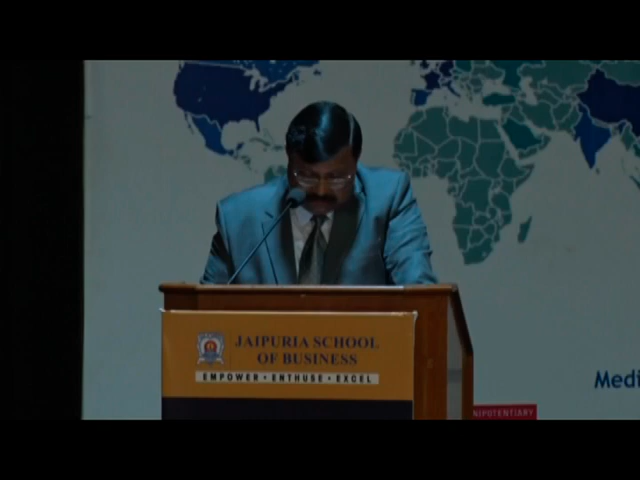 JAIPURIA SCHOOL
OF BUSINESS
EMPOWER • ENTHUSE • EXCEL
NIPOTENTIARY
Medi